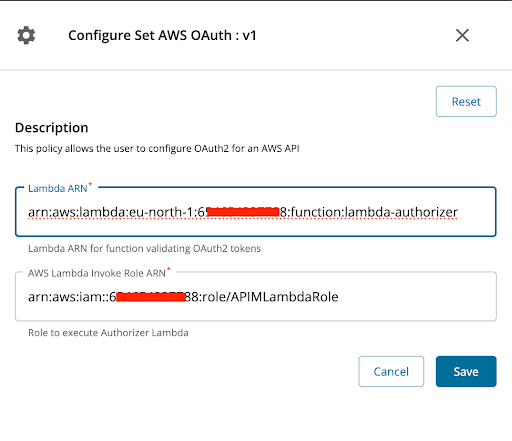 Configure Set AWS OAuth : v1
Reset
Description
This policy allows the user to configure OAuth2 for an AWS API
Lambda ARN*
arn:aws:lambda:eu-north-1:6 8:function:lambda-authorizer
Lambda ARN for function validating OAuth2 tokens
AWS Lambda Invoke Role ARN*
arn:aws:iam::6 88:role/APIMLambdaRole
Role to execute Authorizer Lambda
Cancel Save